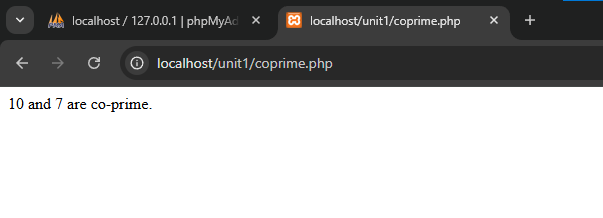 localhost / 127.0.0.1 | phpMyAd
localhost/unit1/coprime.php
localhost/unit1/coprime.php
10 and 7 are co-prime.